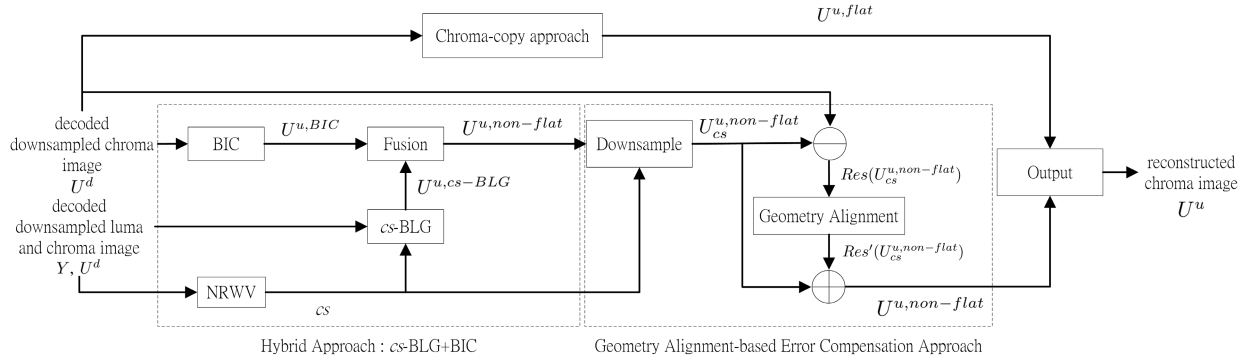 U^{u,flat}
Chroma-copy approach
decoded
downsampled chroma
image
U^d
BIC
U^{u,BIC}
Fusion
U^{u,non-flat}
U^{u,cs-BLG}
decoded
downsampled luma
and chroma image
Y, U^d
cs-BLG
NRWV
cs
Hybrid Approach : cs-BLG+BIC
Downsample
U_{cs}^{u,non-flat}
Res(U_{cs}^{u,non-flat})
Geometry Alignment
Res'(U_{cs}^{u,non-flat})
U^{u,non-flat}
Geometry Alignment-based Error Compensation Approach
Output
reconstructed
chroma image
U^u